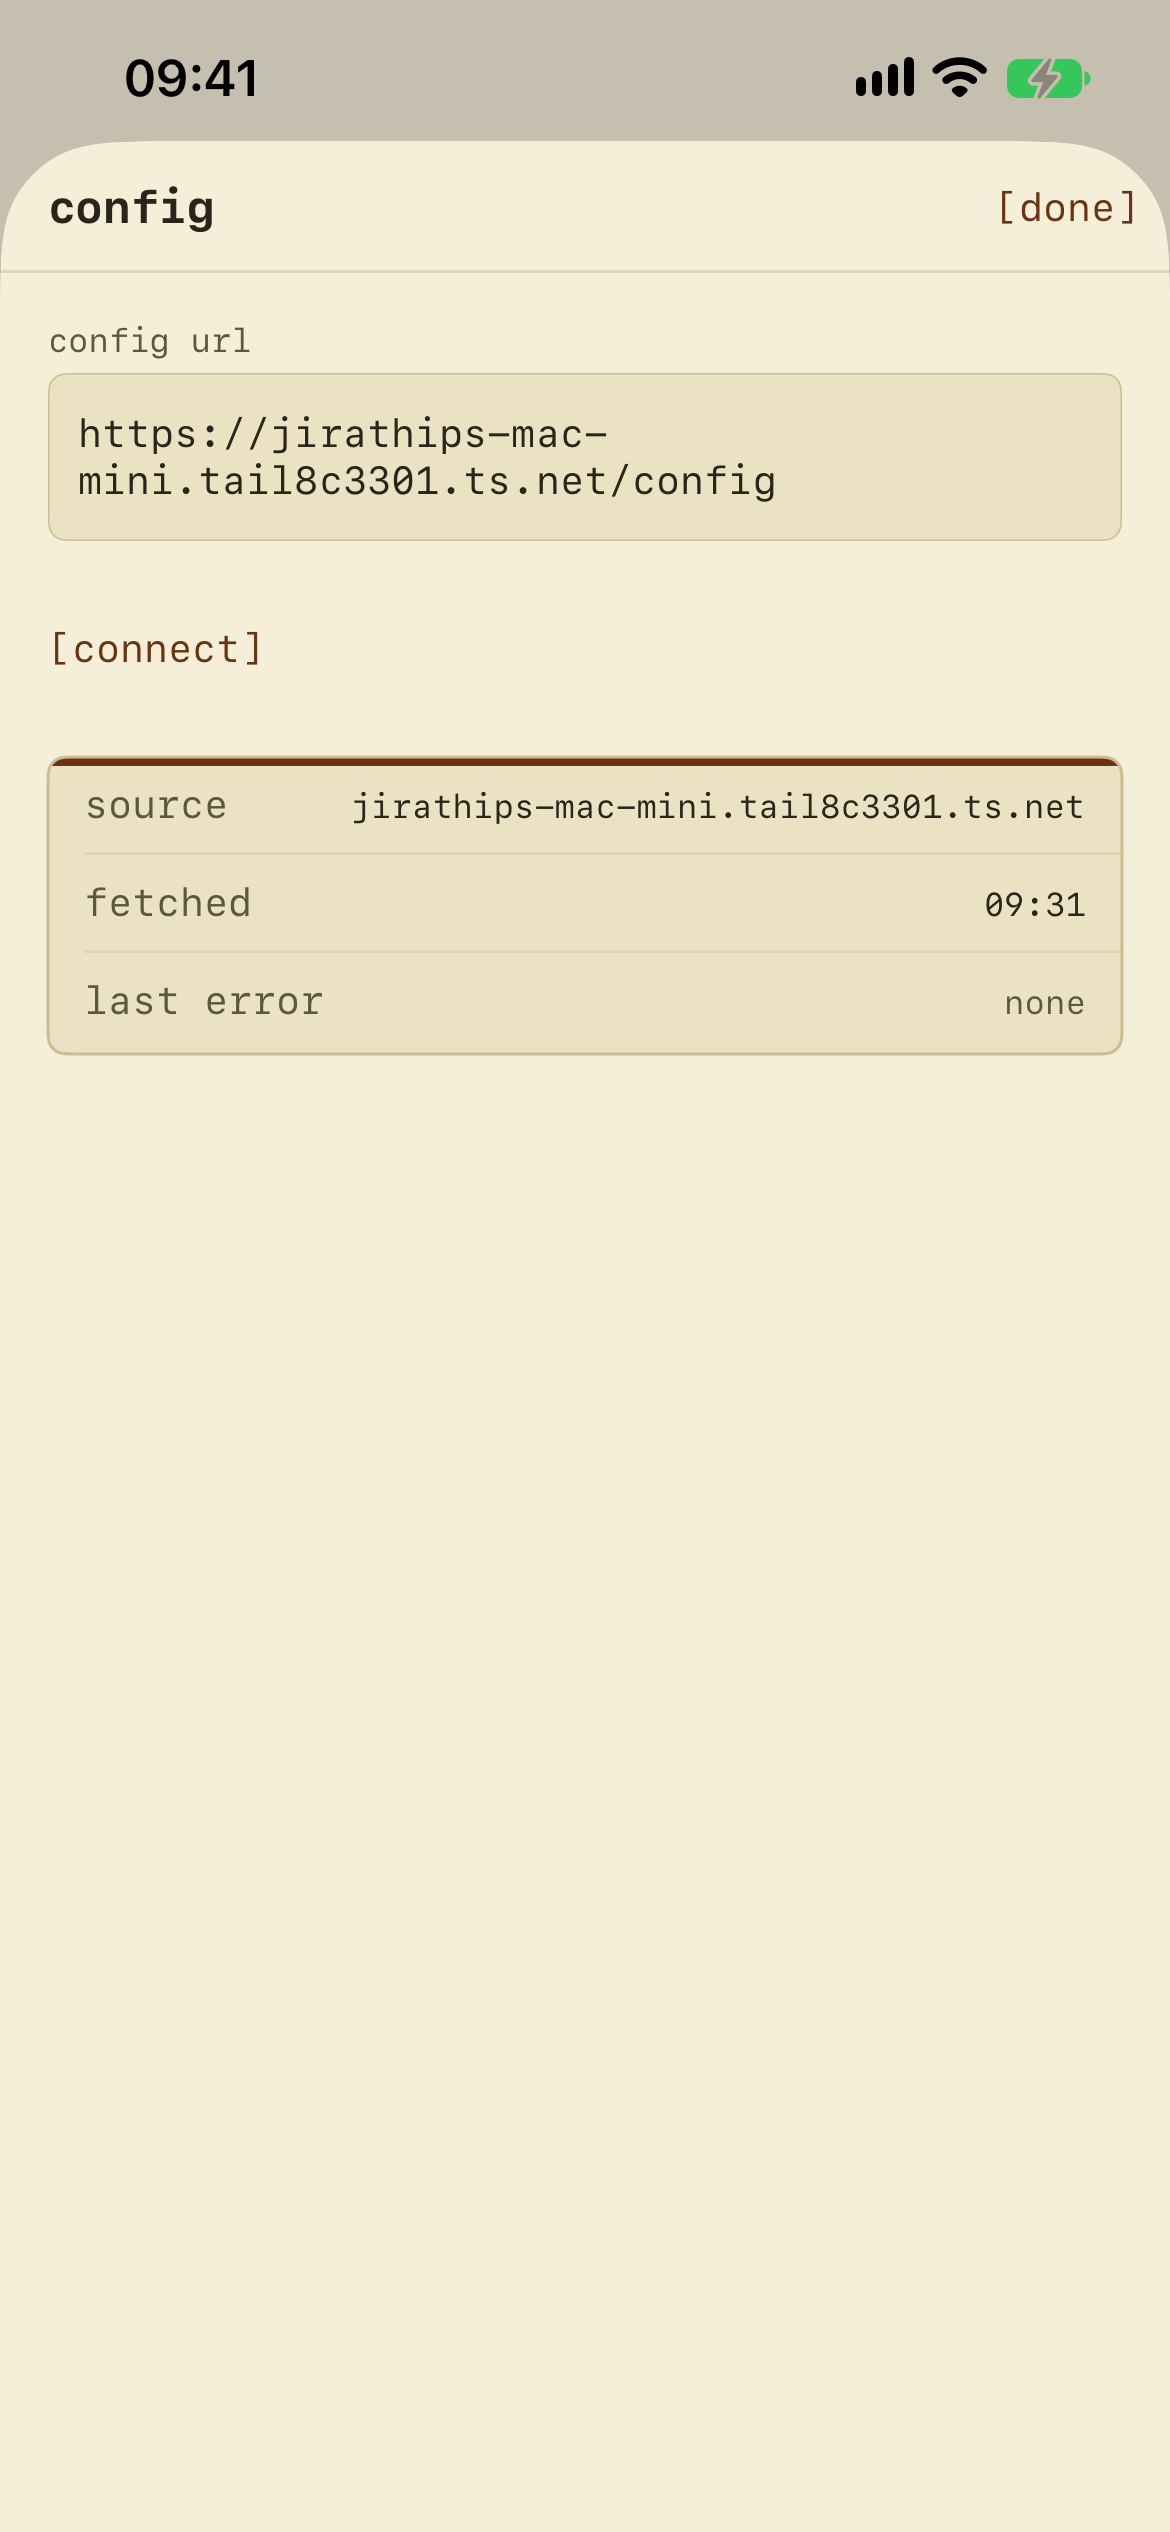 09:41
config [done]
config url
https://jirathips-mac-
mini.tail8c3301.ts.net/config
[connect]
source jirathips-mac-mini.tail8c3301.ts.net
fetched 09:31
last error none